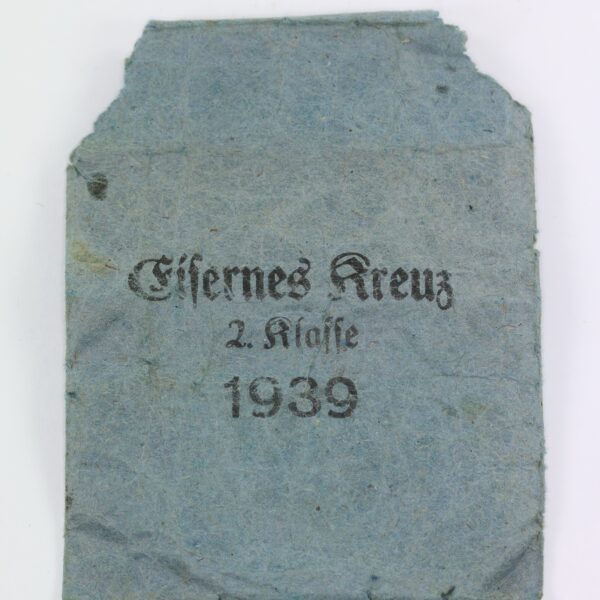 Eisernes Kreuz
2. Klasse
1939